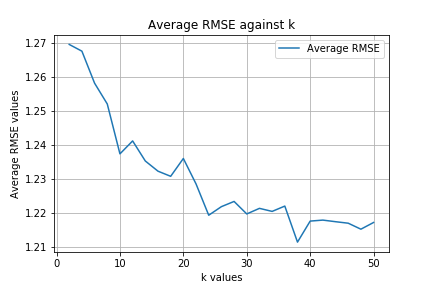 Average RMSE against k
Average RMSE
Average RMSE values
1.27
1.26
1.25
1.24
1.23
1.22
1.21
0 10 20 30 40 50
k values